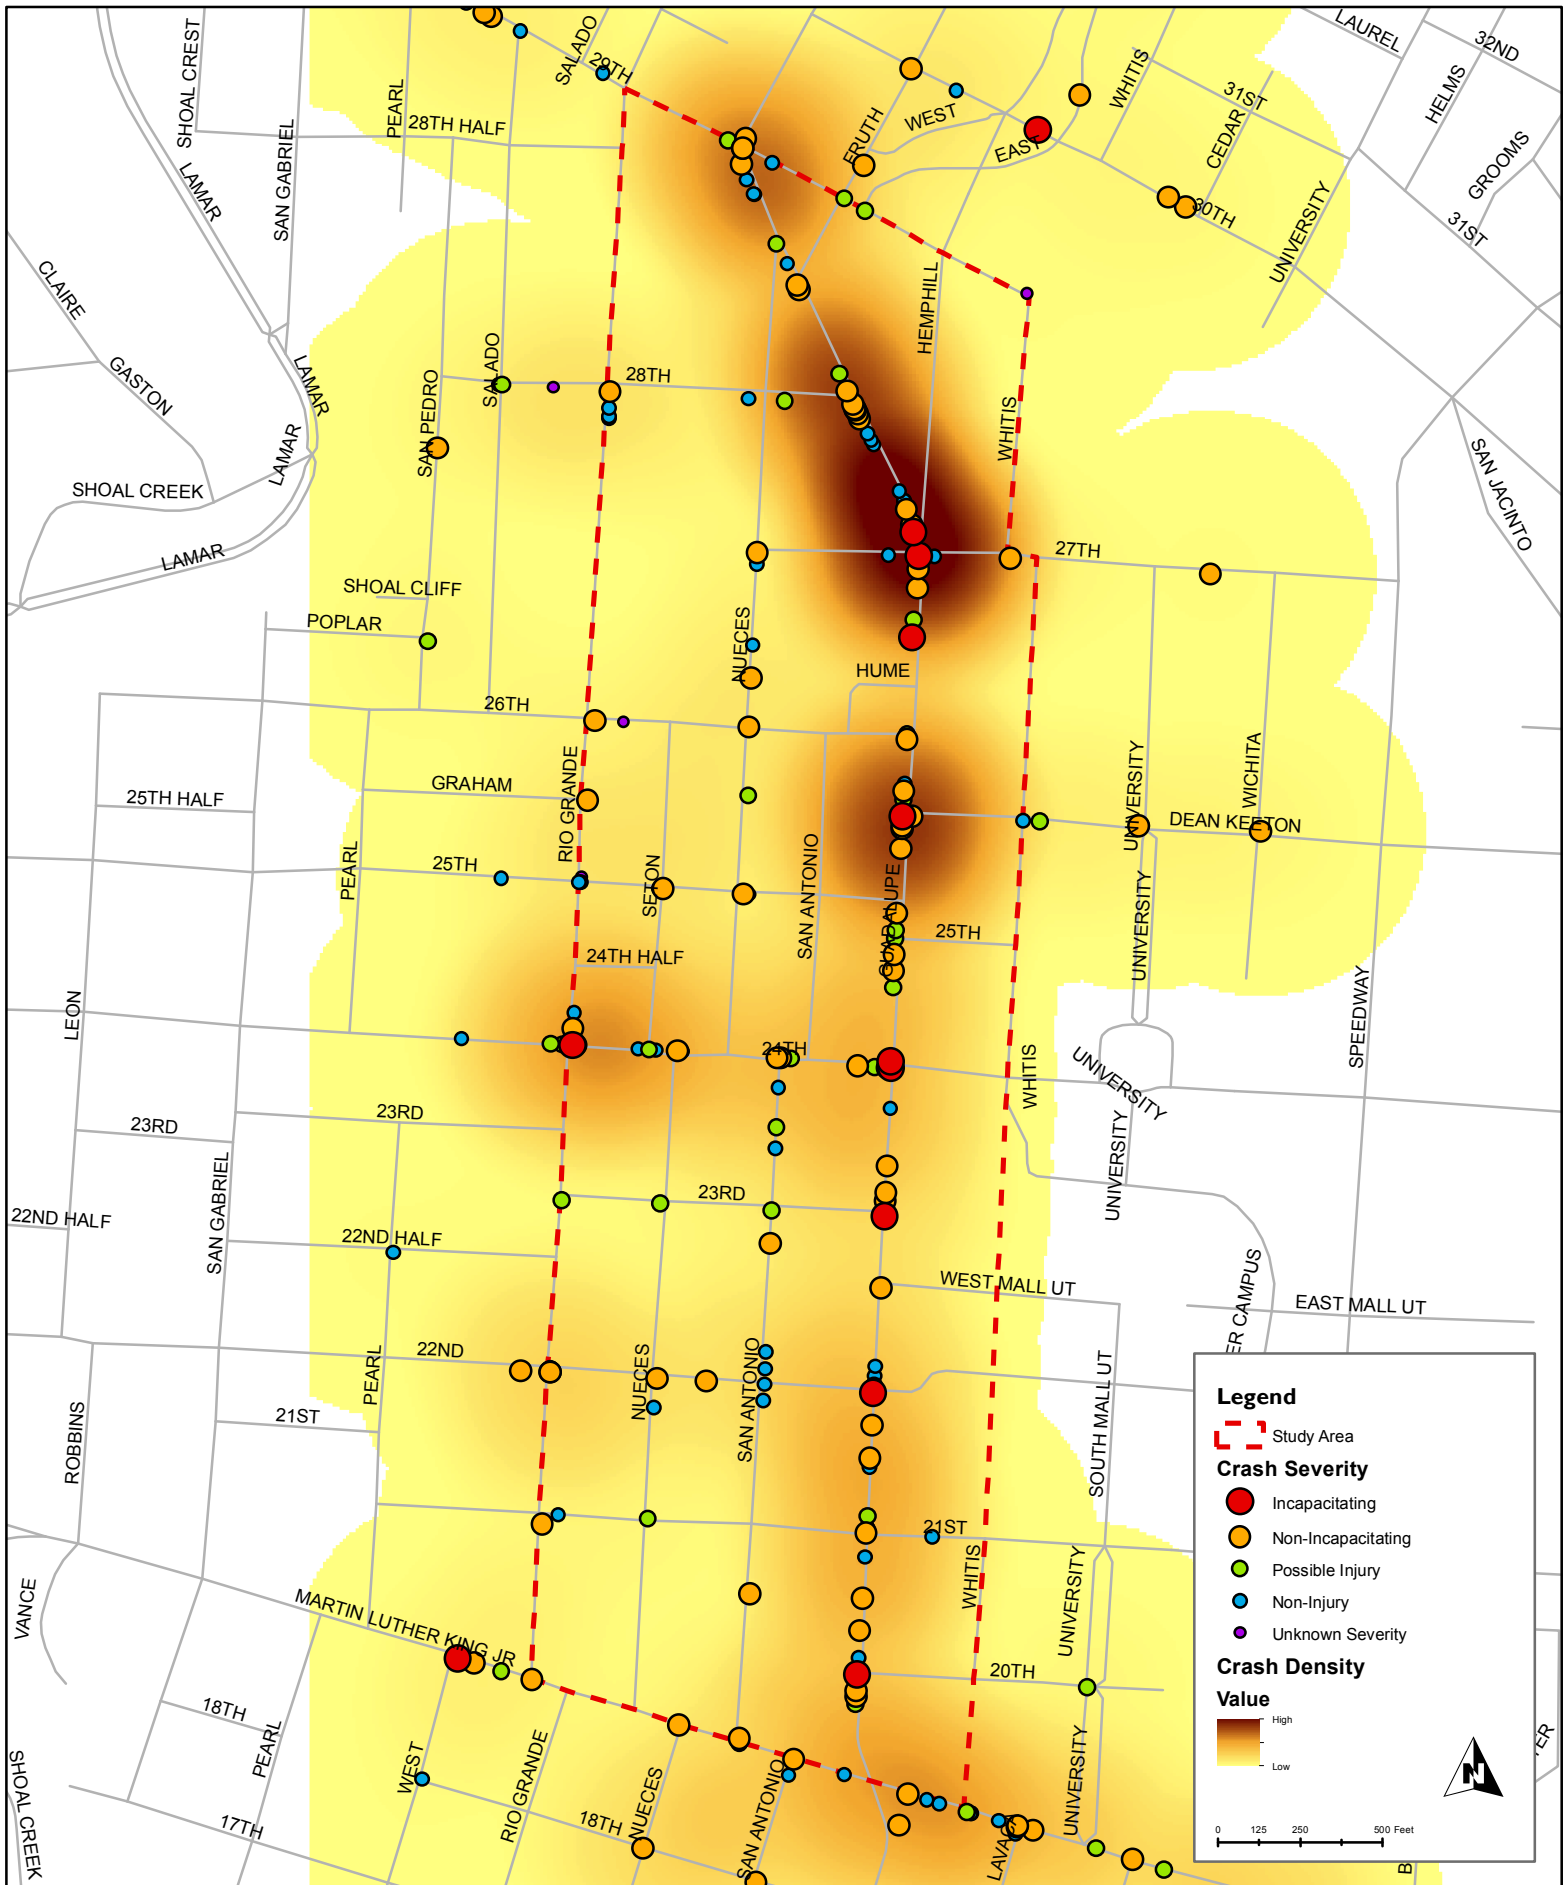 SHOAL CREST
SALADO
29TH
LAUREL
32ND
WHITIS
31ST
HELMS
PEARL
28TH HALF
SAN GABRIEL
LAMAR
FRUTH
WEST
EAST
CEDAR
GROOMS
30TH
UNIVERSITY
31ST
CLAIRE
GASTON
LAMAR
SALADO
HEMPHILL
28TH
SAN PEDRO
LAMAR
WHITIS
SAN JACINTO
SHOAL CREEK
LAMAR
27TH
SHOAL CLIFF
POPLAR
NUECES
HUME
26TH
RIO GRANDE
UNIVERSITY
WICHITA
GRAHAM
25TH HALF
DEAN KEETON
PEARL
25TH
SETON
SAN ANTONIO
GUADALUPE
25TH
UNIVERSITY
24TH HALF
LEON
SPEEDWAY
24TH
WHITIS
UNIVERSITY
23RD
23RD
UNIVERSITY
SAN GABRIEL
23RD
22ND HALF
22ND HALF
WEST MALL UT
EAST MALL UT
ER CAMPUS
22ND
PEARL
NUECES
SAN ANTONIO
SOUTH MALL UT
21ST
ROBBINS
21ST
WHITIS
UNIVERSITY
VANCE
MARTIN LUTHER KING JR
20TH
18TH
PEARL
WEST
RIO GRANDE
NUECES
SAN ANTONIO
LAVACA
UNIVERSITY
SHOAL CREEK
17TH
18TH
TER
B
Legend
Study Area
Crash Severity
Incapacitating
Non-Incapacitating
Possible Injury
Non-Injury
Unknown Severity
Crash Density
Value
High
Low
N
0 125 250 500 Feet